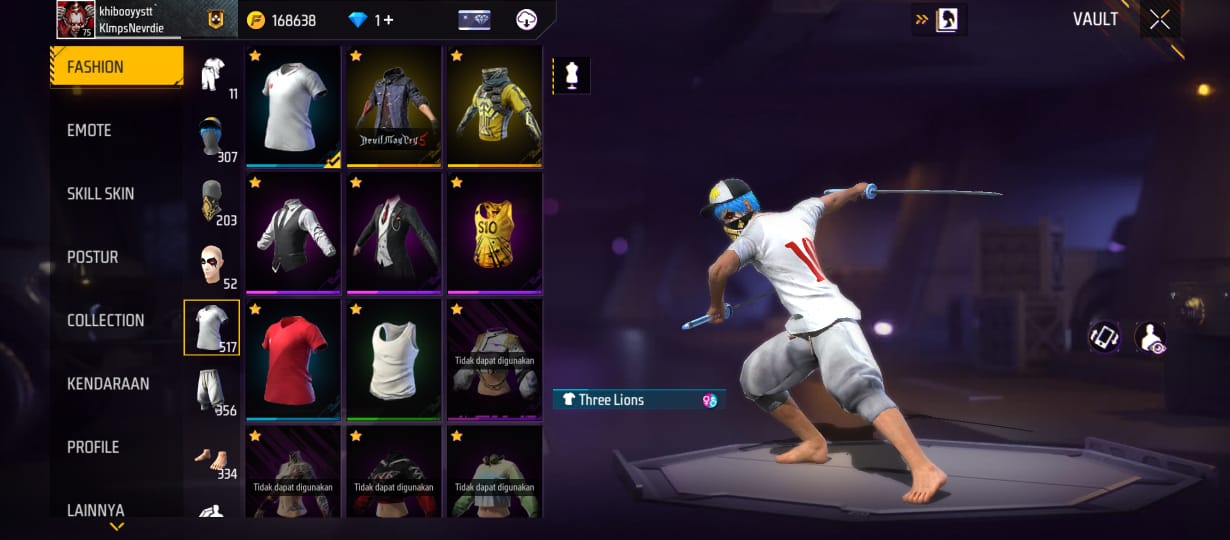 khibooyystt`
75
KlmpsNevrdie
168638
1+
VAULT
FASHION
EMOTE
SKILL SKIN
POSTUR
COLLECTION
KENDARAAN
PROFILE
LAINNYA
11
307
203
52
517
356
334
Devil May Cry 5
S10
Tidak dapat digunakan
Tidak dapat digunakan
Tidak dapat digunakan
Tidak dapat digunakan
Three Lions
10